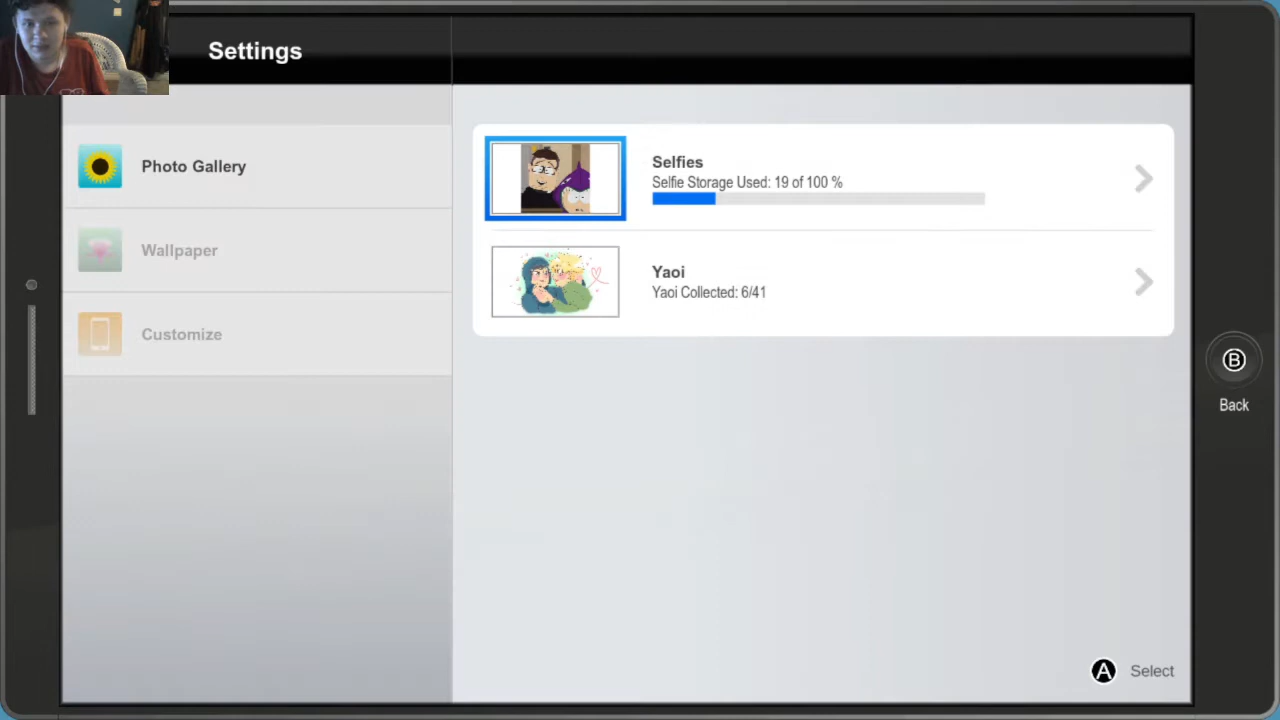 Settings
Photo Gallery
Wallpaper
Customize
Selfies
Selfie Storage Used: 19 of 100 %
Yaoi
Yaoi Collected: 6/41
B
Back
A Select